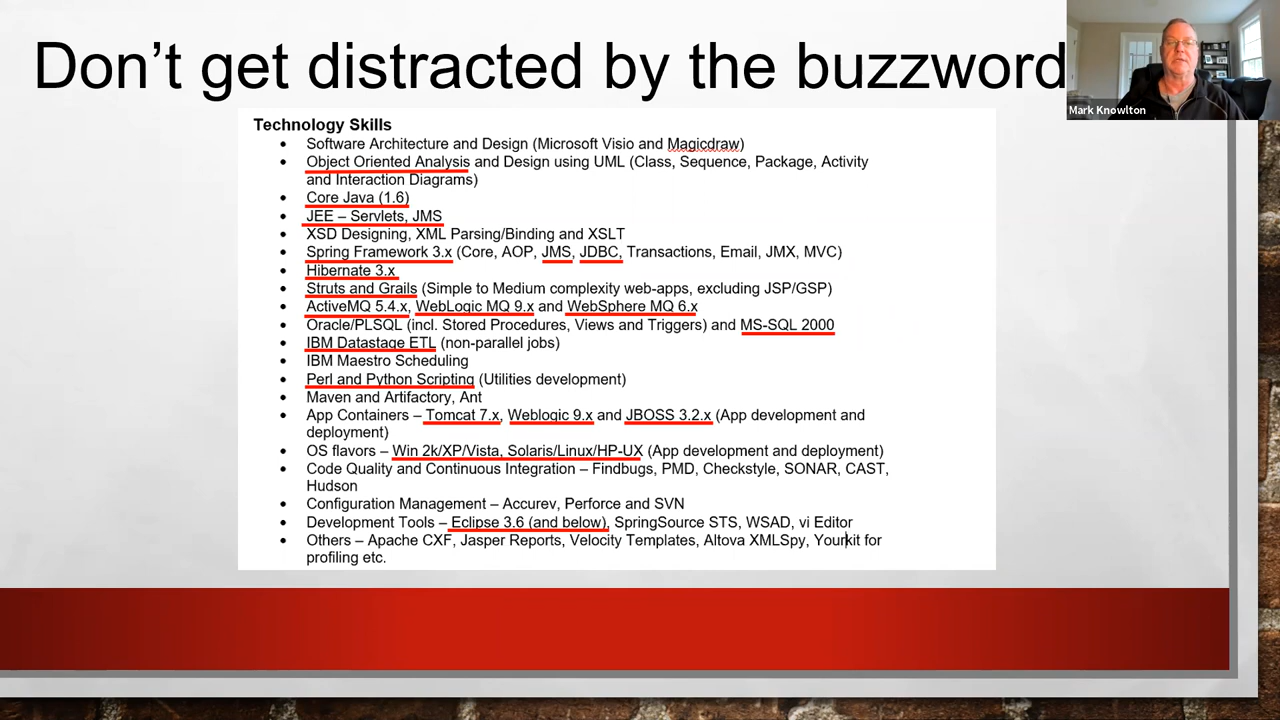 Don't get distracted by the buzzword
Mark Knowlton
Technology Skills
• Software Architecture and Design (Microsoft Visio and Magicdraw)
• Object Oriented Analysis and Design using UML (Class, Sequence, Package, Activity
and Interaction Diagrams)
• Core Java (1.6)
• JEE – Servlets, JMS
• XSD Designing, XML Parsing/Binding and XSLT
• Spring Framework 3.x (Core, AOP, JMS, JDBC, Transactions, Email, JMX, MVC)
• Hibernate 3.x
• Struts and Grails (Simple to Medium complexity web-apps, excluding JSP/GSP)
• ActiveMQ 5.4.x, WebLogic MQ 9.x and WebSphere MQ 6.x
• Oracle/PLSQL (incl. Stored Procedures, Views and Triggers) and MS-SQL 2000
• IBM Datastage ETL (non-parallel jobs)
• IBM Maestro Scheduling
• Perl and Python Scripting (Utilities development)
• Maven and Artifactory, Ant
• App Containers – Tomcat 7.x, Weblogic 9.x and JBOSS 3.2.x (App development and
deployment)
• OS flavors – Win 2k/XP/Vista, Solaris/Linux/HP-UX (App development and deployment)
• Code Quality and Continuous Integration – Findbugs, PMD, Checkstyle, SONAR, CAST,
Hudson
• Configuration Management – Accurev, Perforce and SVN
• Development Tools – Eclipse 3.6 (and below), SpringSource STS, WSAD, vi Editor
• Others – Apache CXF, Jasper Reports, Velocity Templates, Altova XMLSpy, Yourkit for
profiling etc.